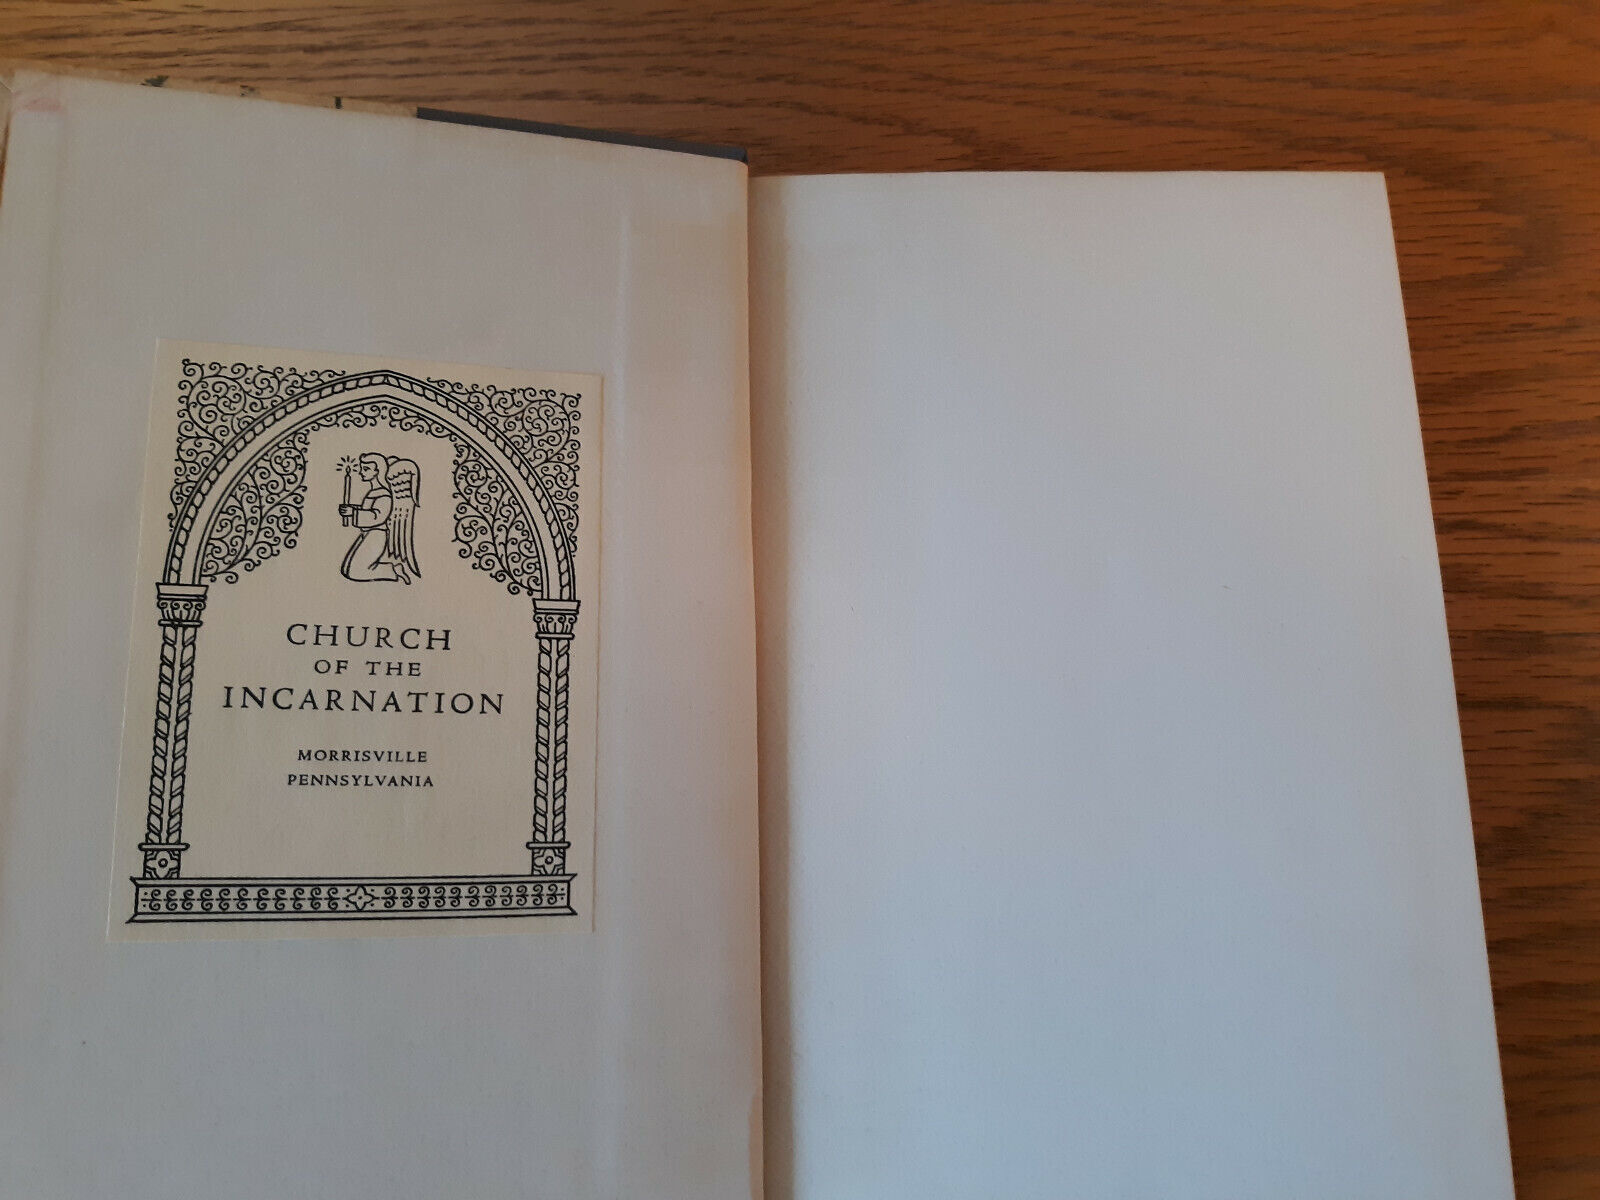 CHURCH
OF THE
INCARNATION
MORRISVILLE
PENNSYLVANIA